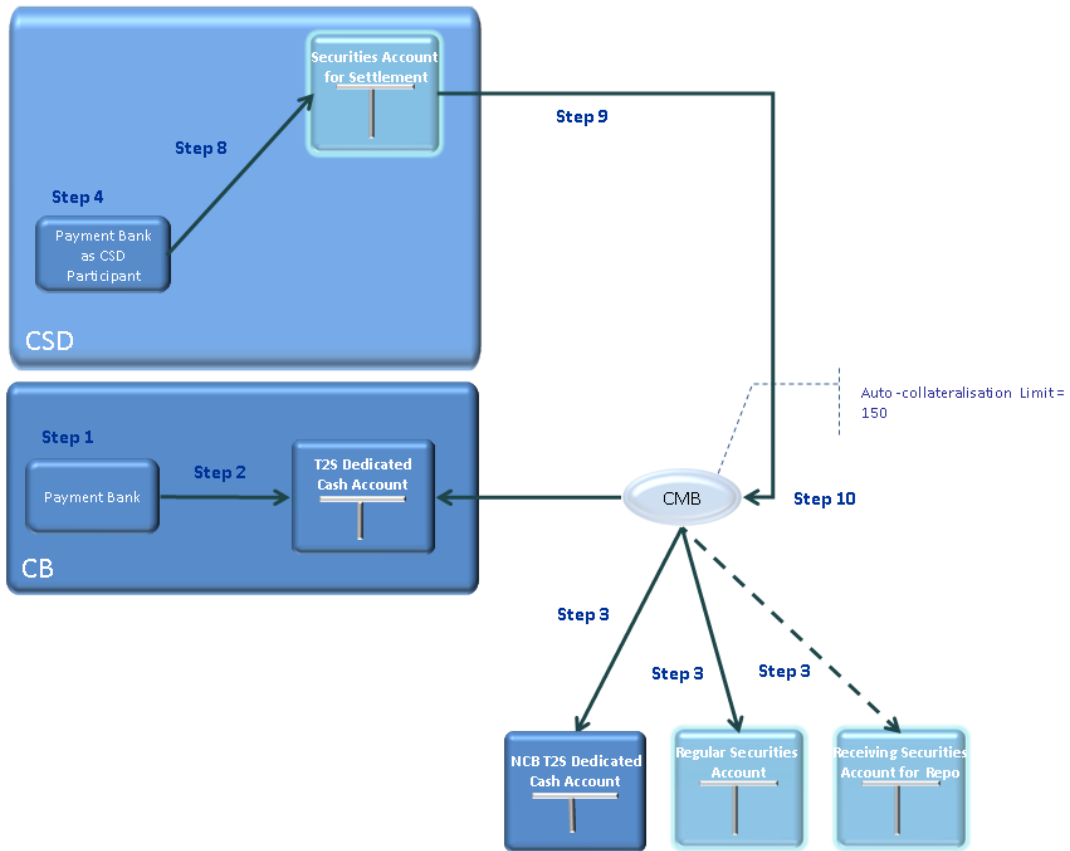 Securities Account
for Settlement
Step 9
Step 8
Step 4
Payment Bank
as CSD
Participant
CSD
Auto -collateralisation Limit =
150
Step 1
Step 2
T2S Dedicated
Cash Account
Payment Bank
CMB
Step 10
CB
Step 3
Step 3
Step 3
NCB T2S Dedicated
Cash Account
Regular Securities
Account
Receiving Securities
Account for Repo